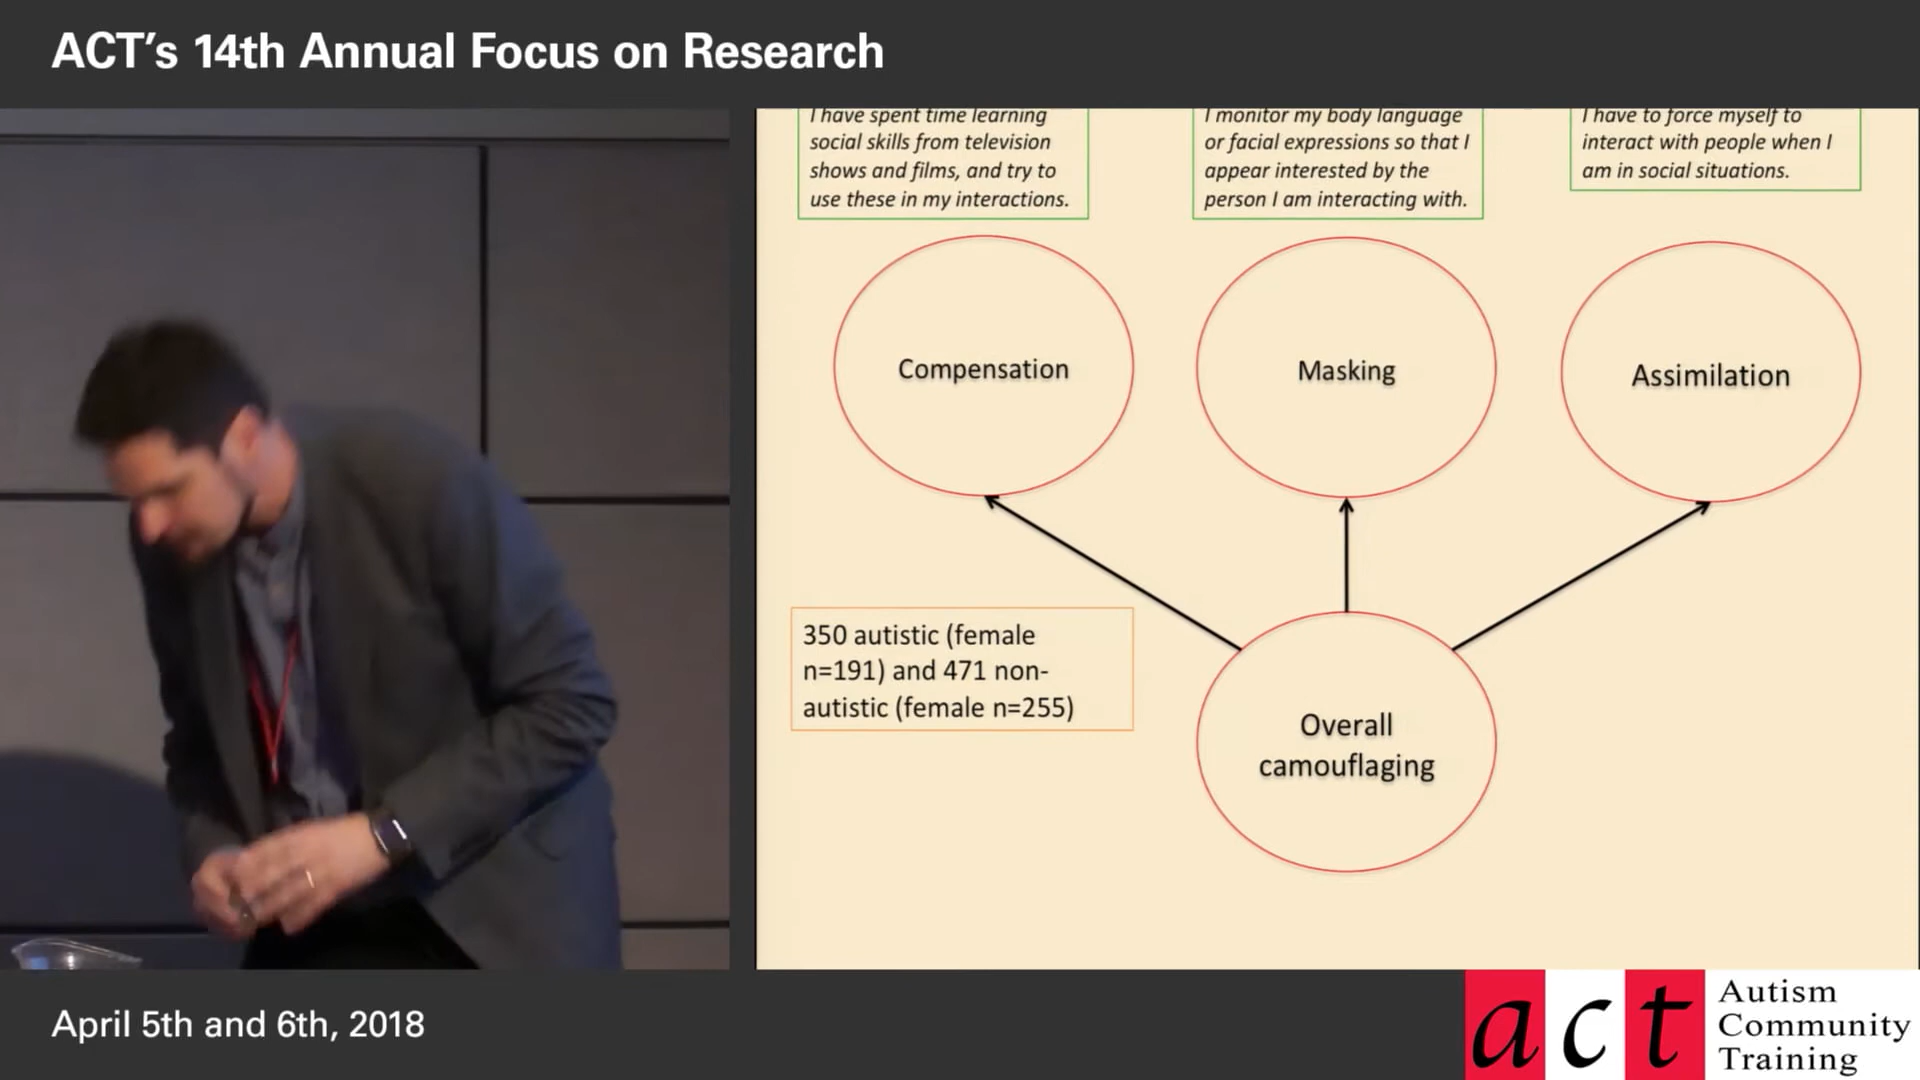 ACT's 14th Annual Focus on Research
I have spent time learning
social skills from television
shows and films, and try to
use these in my interactions.
I monitor my body language
or facial expressions so that I
appear interested by the
person I am interacting with.
I have to force myself to
interact with people when I
am in social situations.
Compensation
Masking
Assimilation
350 autistic (female
n=191) and 471 non-
autistic (female n=255)
Overall
camouflaging
April 5th and 6th, 2018
act
Autism
Community
Training